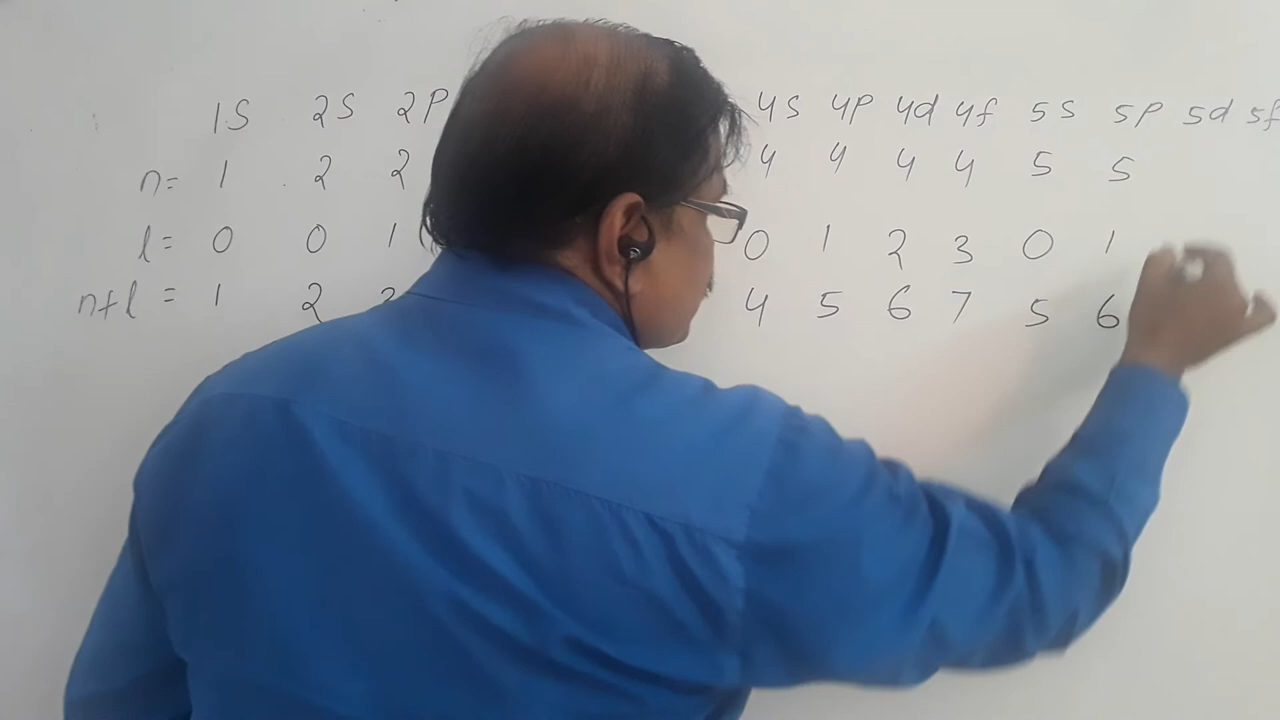 1S 2S 2P 4S 4P 4d 4f 5S 5P 5d 5f
n= 1 2 2 4 4 4 4 5 5
l= 0 0 1 0 1 2 3 0 1
n+l = 1 2 4 5 6 7 5 6